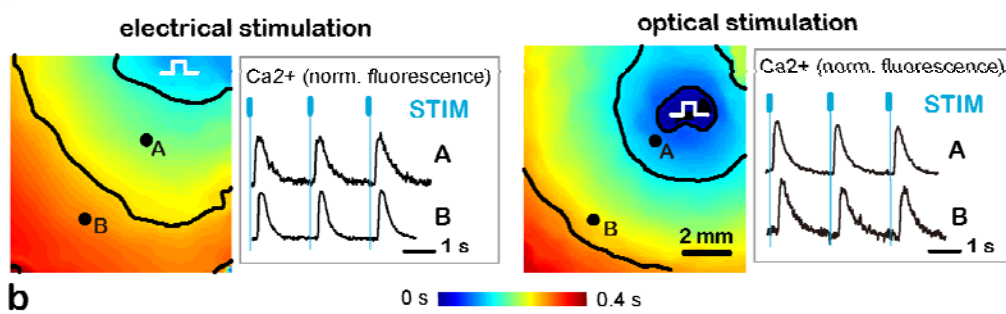 electrical stimulation
optical stimulation
Ca2+ (norm. fluorescence)
STIM
A
B
1 s
A
B
Ca2+ (norm. fluorescence)
STIM
A
B
1 s
A
B
2 mm
b
0 s
0.4 s